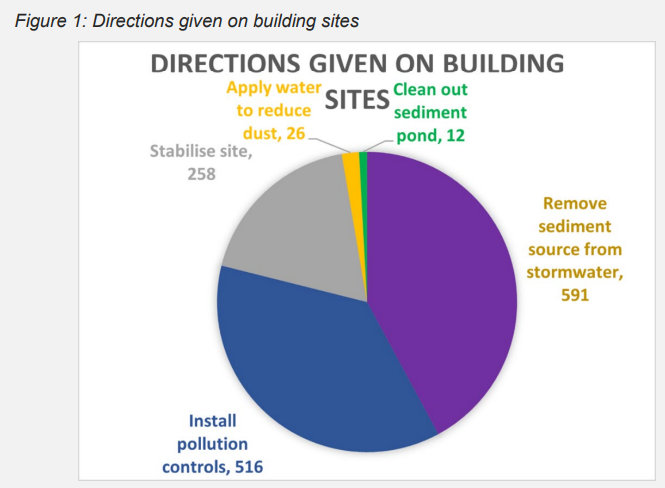 Figure 1: Directions given on building sites
DIRECTIONS GIVEN ON BUILDING
SITES
Apply water
to reduce
dust, 26
Clean out
sediment
pond, 12
Stabilise site,
258
Remove
sediment
source from
stormwater,
591
Install
pollution
controls, 516